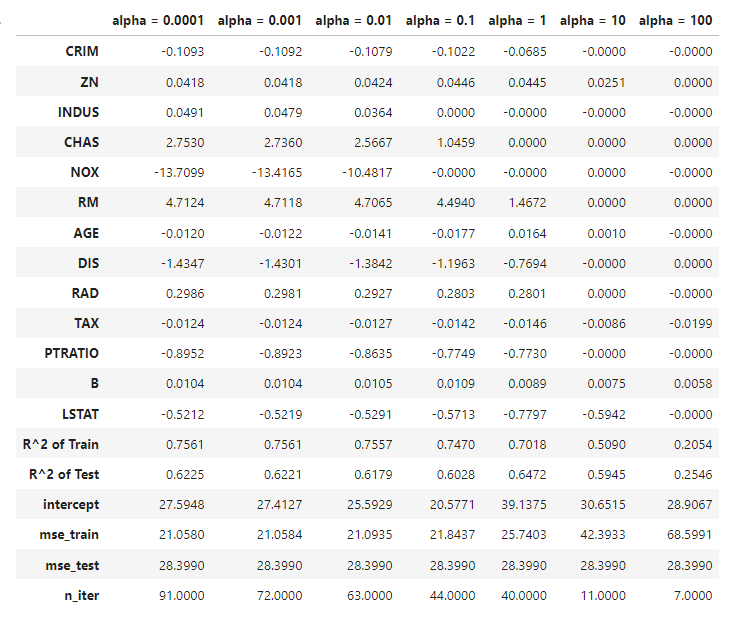 alpha = 0.0001 alpha = 0.001 alpha = 0.01 alpha = 0.1 alpha = 1 alpha = 10 alpha = 100
CRIM -0.1093 -0.1092 -0.1079 -0.1022 -0.0685 -0.0000 -0.0000
ZN 0.0418 0.0418 0.0424 0.0446 0.0445 0.0251 0.0000
INDUS 0.0491 0.0479 0.0364 0.0000 -0.0000 -0.0000 -0.0000
CHAS 2.7530 2.7360 2.5667 1.0459 0.0000 0.0000 0.0000
NOX -13.7099 -13.4165 -10.4817 -0.0000 -0.0000 0.0000 -0.0000
RM 4.7124 4.7118 4.7065 4.4940 1.4672 0.0000 0.0000
AGE -0.0120 -0.0122 -0.0141 -0.0177 0.0164 0.0010 -0.0000
DIS -1.4347 -1.4301 -1.3842 -1.1963 -0.7694 -0.0000 0.0000
RAD 0.2986 0.2981 0.2927 0.2803 0.2801 0.0000 -0.0000
TAX -0.0124 -0.0124 -0.0127 -0.0142 -0.0146 -0.0086 -0.0199
PTRATIO -0.8952 -0.8923 -0.8635 -0.7749 -0.7730 -0.0000 -0.0000
B 0.0104 0.0104 0.0105 0.0109 0.0089 0.0075 0.0058
LSTAT -0.5212 -0.5219 -0.5291 -0.5713 -0.7797 -0.5942 -0.0000
R^2 of Train 0.7561 0.7561 0.7557 0.7470 0.7018 0.5090 0.2054
R^2 of Test 0.6225 0.6221 0.6179 0.6028 0.6472 0.5945 0.2546
intercept 27.5948 27.4127 25.5929 20.5771 39.1375 30.6515 28.9067
mse_train 21.0580 21.0584 21.0935 21.8437 25.7403 42.3933 68.5991
mse_test 28.3990 28.3990 28.3990 28.3990 28.3990 28.3990 28.3990
n_iter 91.0000 72.0000 63.0000 44.0000 40.0000 11.0000 7.0000